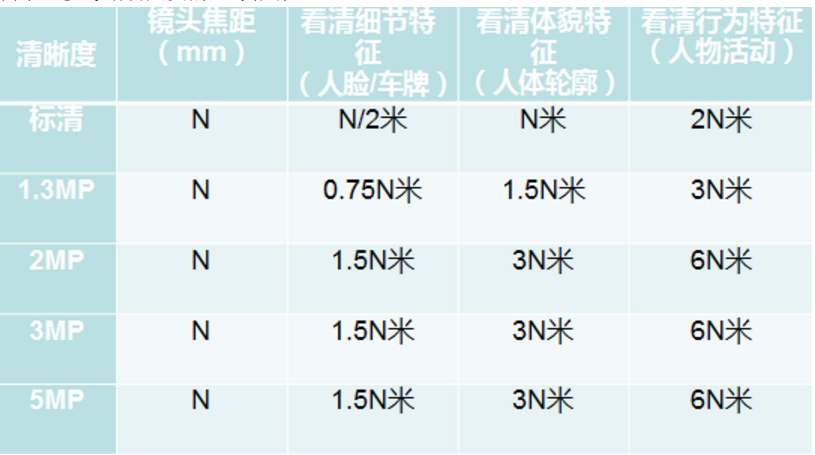 清晰度 镜头焦距（mm） 看清细节特征（人脸/车牌） 看清体貌特征（人体轮廓） 看清行为特征（人物活动）
标清 N N/2米 N米 2N米
1.3MP N 0.75N米 1.5N米 3N米
2MP N 1.5N米 3N米 6N米
3MP N 1.5N米 3N米 6N米
5MP N 1.5N米 3N米 6N米